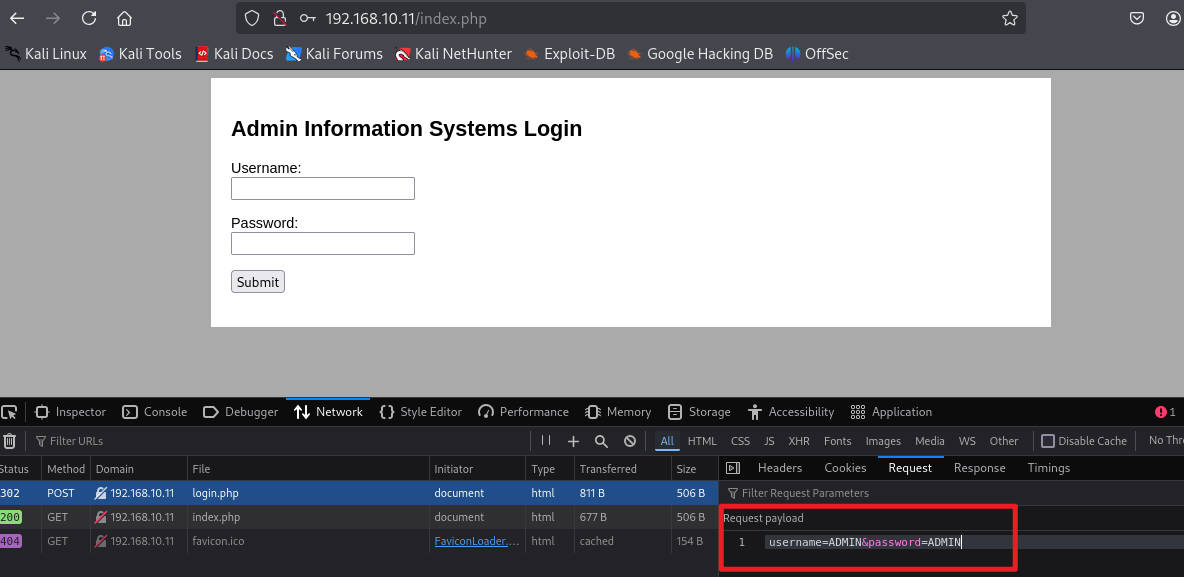 192.168.10.11/index.php
Kali Linux Kali Tools Kali Docs Kali Forums Kali NetHunter Exploit-DB Google Hacking DB OffSec
Admin Information Systems Login
Username:
Password:
Submit
Inspector Console Debugger Network Style Editor Performance Memory Storage Accessibility Application 1
Filter URLs All HTML CSS JS XHR Fonts Images Media WS Other Disable Cache No Thr
Status Method Domain File Initiator Type Transferred Size Headers Cookies Request Response Timings
302 POST 192.168.10.11 login.php document html 811 B 506 B Filter Request Parameters
200 GET 192.168.10.11 index.php document html 677 B 506 B Request payload
404 GET 192.168.10.11 favicon.ico FaviconLoader.... html cached 154 B 1 username=ADMIN&password=ADMIN